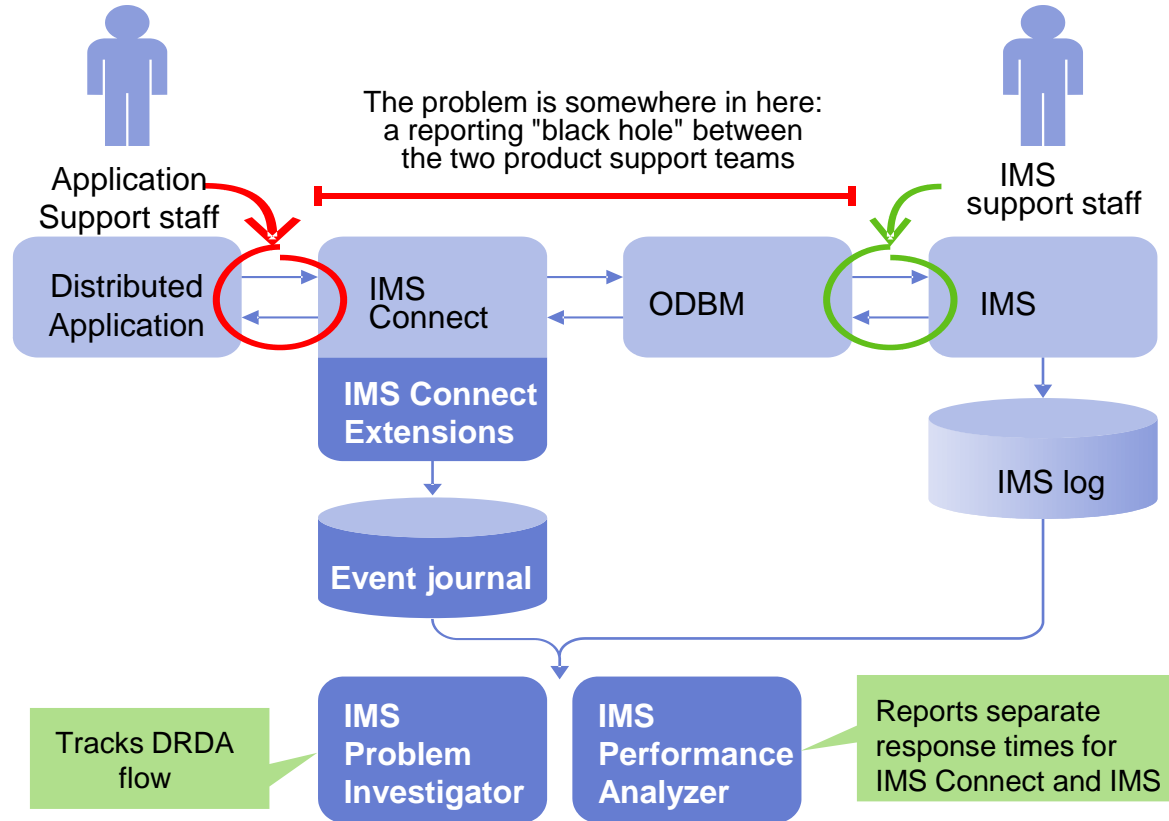 The problem is somewhere in here:
a reporting "black hole" between
the two product support teams
Application
Support staff
IMS
support staff
Distributed
Application
IMS
Connect
ODBM
IMS
IMS Connect
Extensions
IMS log
Event journal
Tracks DRDA
flow
IMS
Problem
Investigator
IMS
Performance
Analyzer
Reports separate
response times for
IMS Connect and IMS